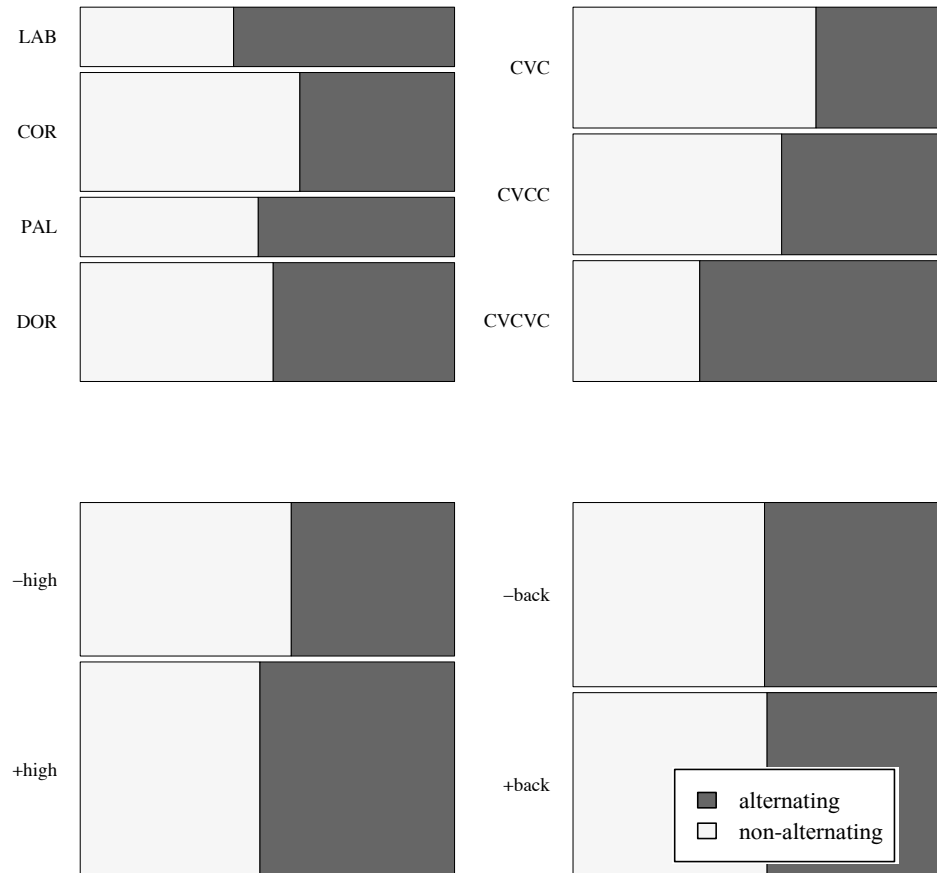 LAB
COR
PAL
DOR
CVC
CVCC
CVCVC
−high
+high
−back
+back
alternating
non-alternating